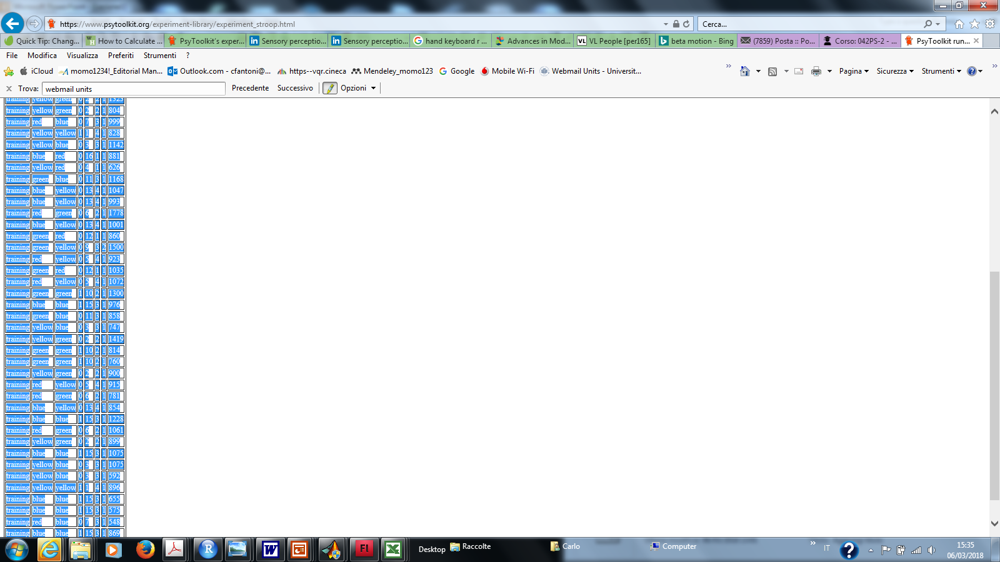 https://www.psytoolkit.org/experiment-library/experiment_stroop.html
Cerca...
Quick Tip: Chang...
How to Calculate ...
PsyToolkit's exper...
Sensory perceptio...
Sensory perceptio...
hand keyboard r ...
Advances in Mod...
VL People [per165]
beta motion - Bing
(7859) Posta :: Po...
Corso: 042PS-2 - ...
PsyToolkit run...
File Modifica Visualizza Preferiti Strumenti ?
iCloud momo1234!_Editorial Man... Outlook.com - cfantoni@... https--vqr.cineca Mendeley_momo123 Google Mobile Wi-Fi Webmail Units - Universit... Pagina Sicurezza Strumenti
Trova: webmail units Precedente Successivo Opzioni
training yellow green 0 2 2 1 1323
training yellow green 0 2 2 1 804
training red blue 0 7 3 1 999
training yellow yellow 1 1 4 1 828
training yellow blue 0 3 3 1 1142
training blue red 0 16 1 1 881
training yellow red 0 4 1 1 626
training green blue 0 11 3 1 1168
training blue yellow 0 13 4 1 1047
training blue yellow 0 13 4 1 993
training red green 0 6 2 1 1778
training blue yellow 0 13 4 1 1001
training green red 0 12 1 1 860
training green yellow 0 9 3 2 1500
training red yellow 0 5 4 1 923
training green red 0 12 1 1 1035
training red yellow 0 5 4 1 1072
training green green 1 10 2 1 1300
training blue blue 1 15 3 1 976
training green blue 0 11 3 1 858
training yellow blue 0 3 3 1 747
training yellow green 0 2 2 1 1419
training green green 1 10 2 1 814
training green green 1 10 2 1 760
training yellow green 0 2 2 1 900
training red yellow 0 5 4 1 915
training red green 0 6 2 1 781
training blue yellow 0 13 4 1 854
training blue blue 1 15 3 1 1228
training red green 0 6 2 1 1061
training yellow green 0 2 2 1 899
training blue blue 1 15 3 1 1075
training yellow blue 0 3 3 1 1075
training yellow blue 0 3 3 1 592
training yellow yellow 1 1 4 1 896
training blue blue 1 15 3 1 655
training blue blue 1 15 3 1 575
training red blue 0 7 3 1 548
training blue blue 1 15 3 1 869
Desktop Raccolte Carlo Computer IT
15:35
06/03/2018